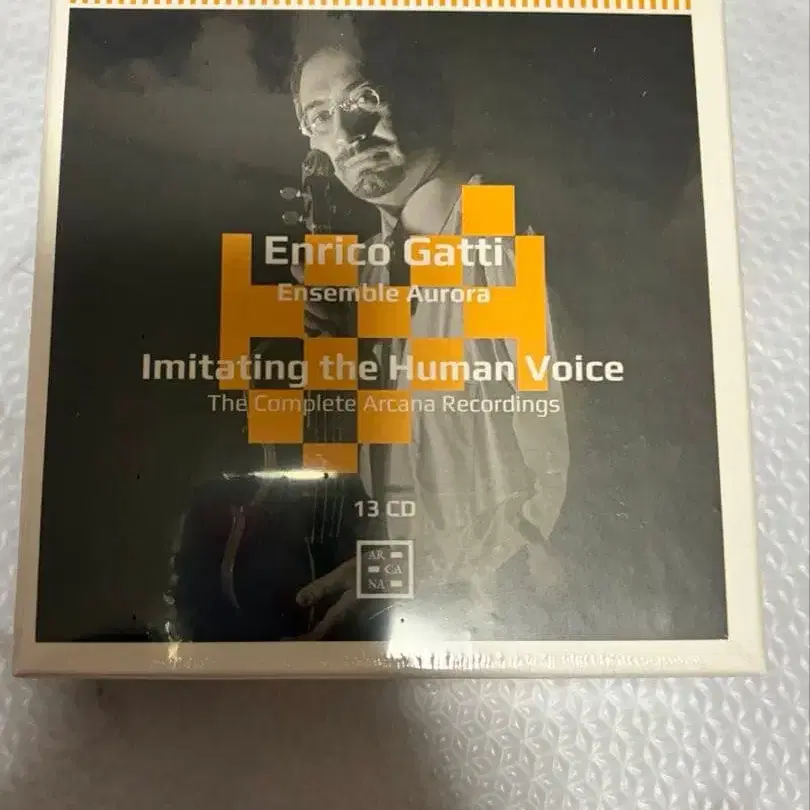 Enrico Gatti
Ensemble Aurora
Imitating the Human Voice
The Complete Arcana Recordings
13 CD
AR
CA
NA